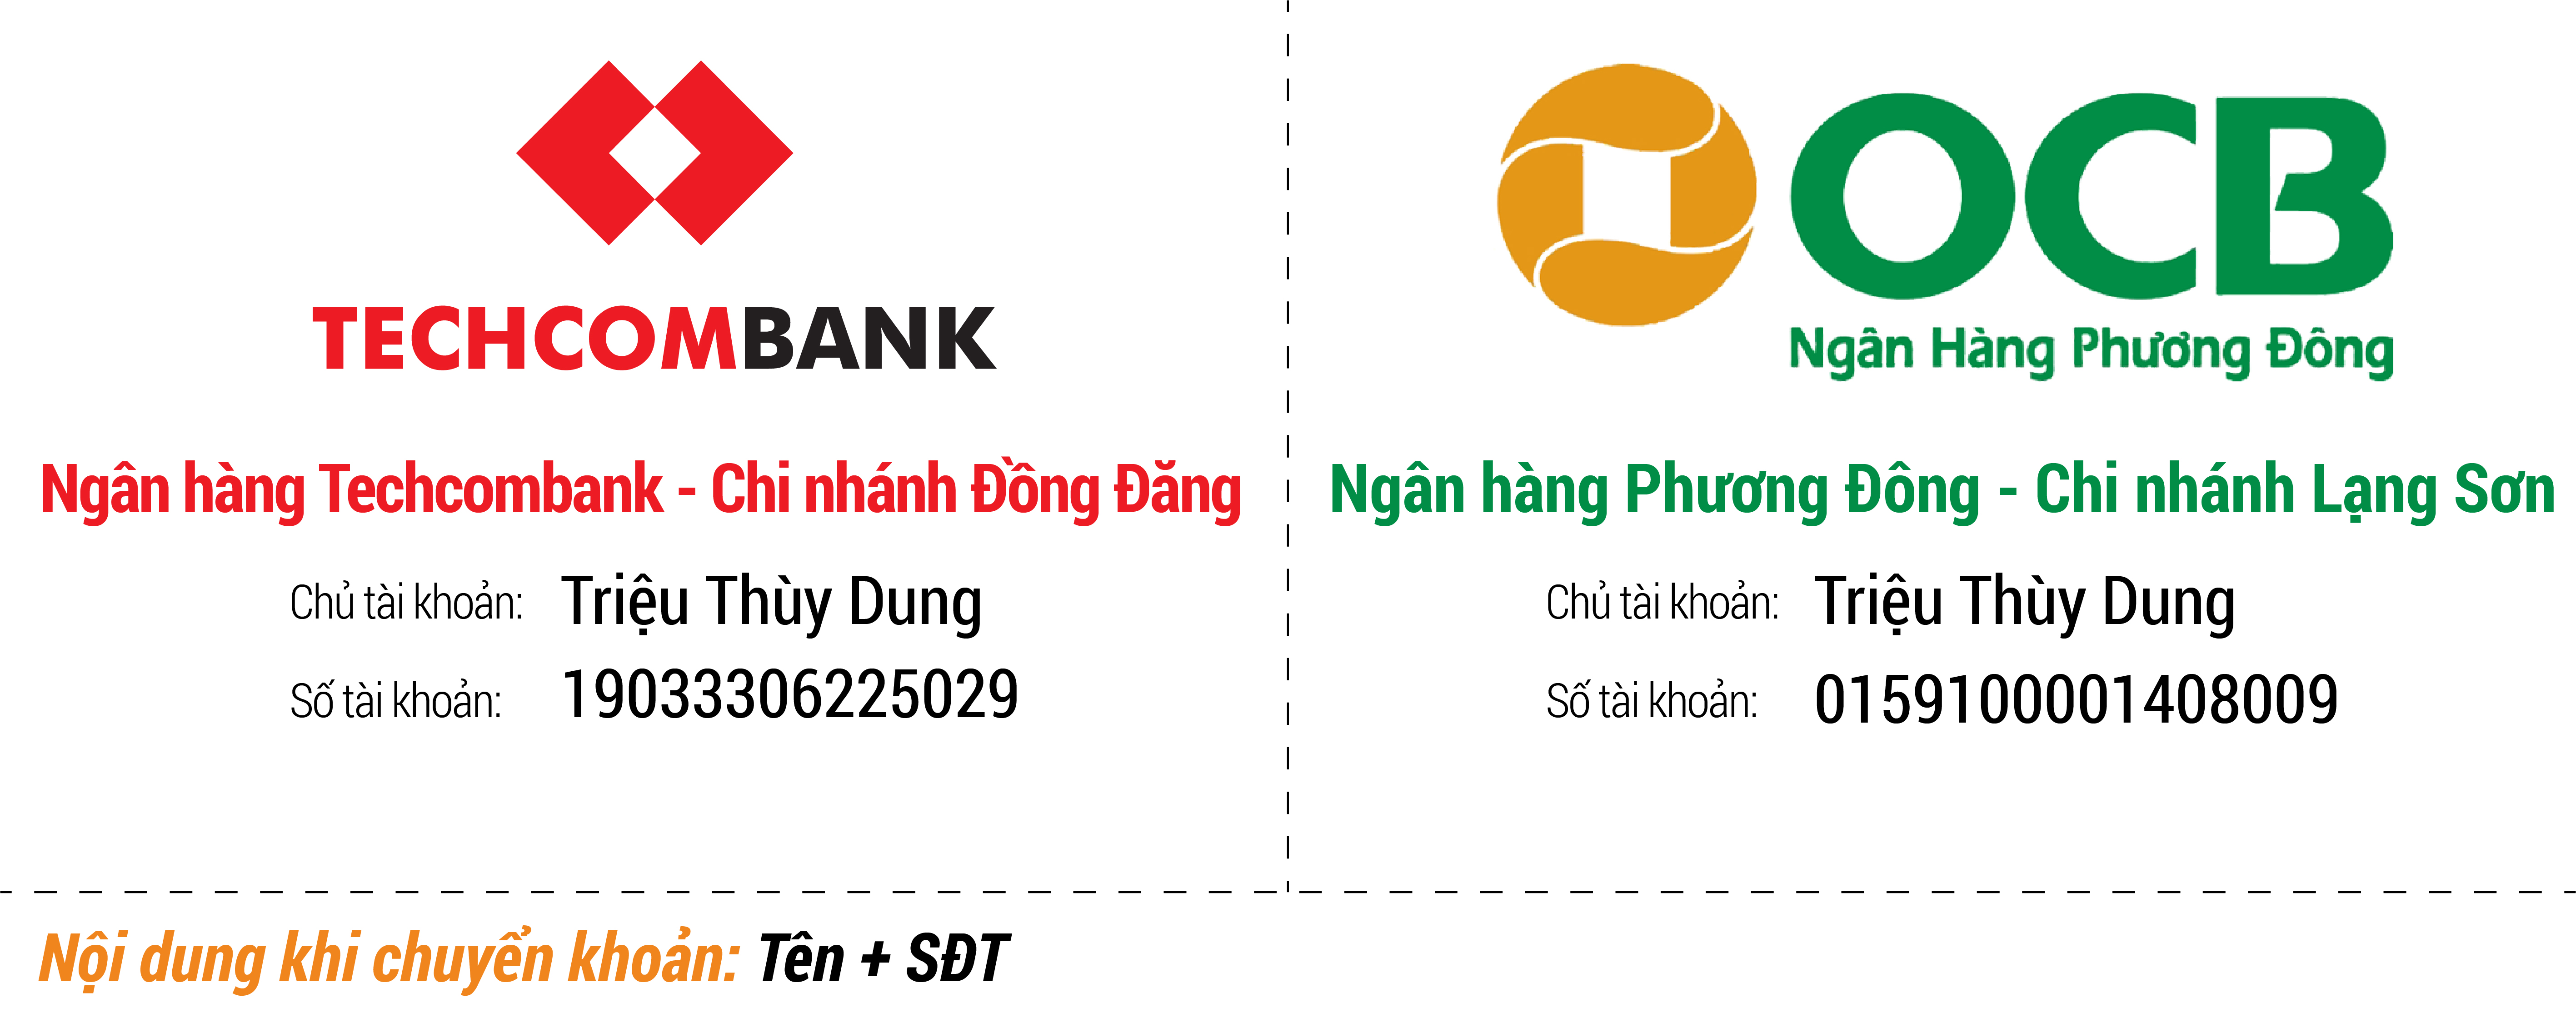 TECHCOMBANK
Ngân hàng Techcombank - Chi nhánh Đồng Đăng
Chủ tài khoản: Triệu Thùy Dung
Số tài khoản: 19033306225029
OCB
Ngân Hàng Phương Đông
Ngân hàng Phương Đông - Chi nhánh Lạng Sơn
Chủ tài khoản: Triệu Thùy Dung
Số tài khoản: 0159100001408009
Nội dung khi chuyển khoản: Tên + SĐT